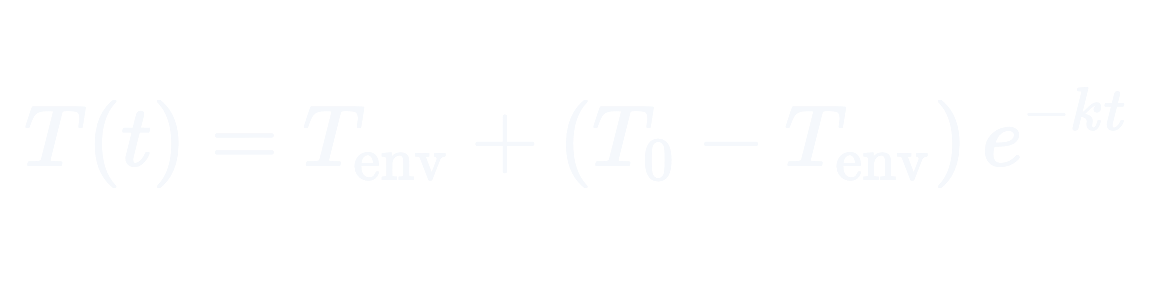 T(t) = T_env + (T_0 − T_env) e^{−kt}